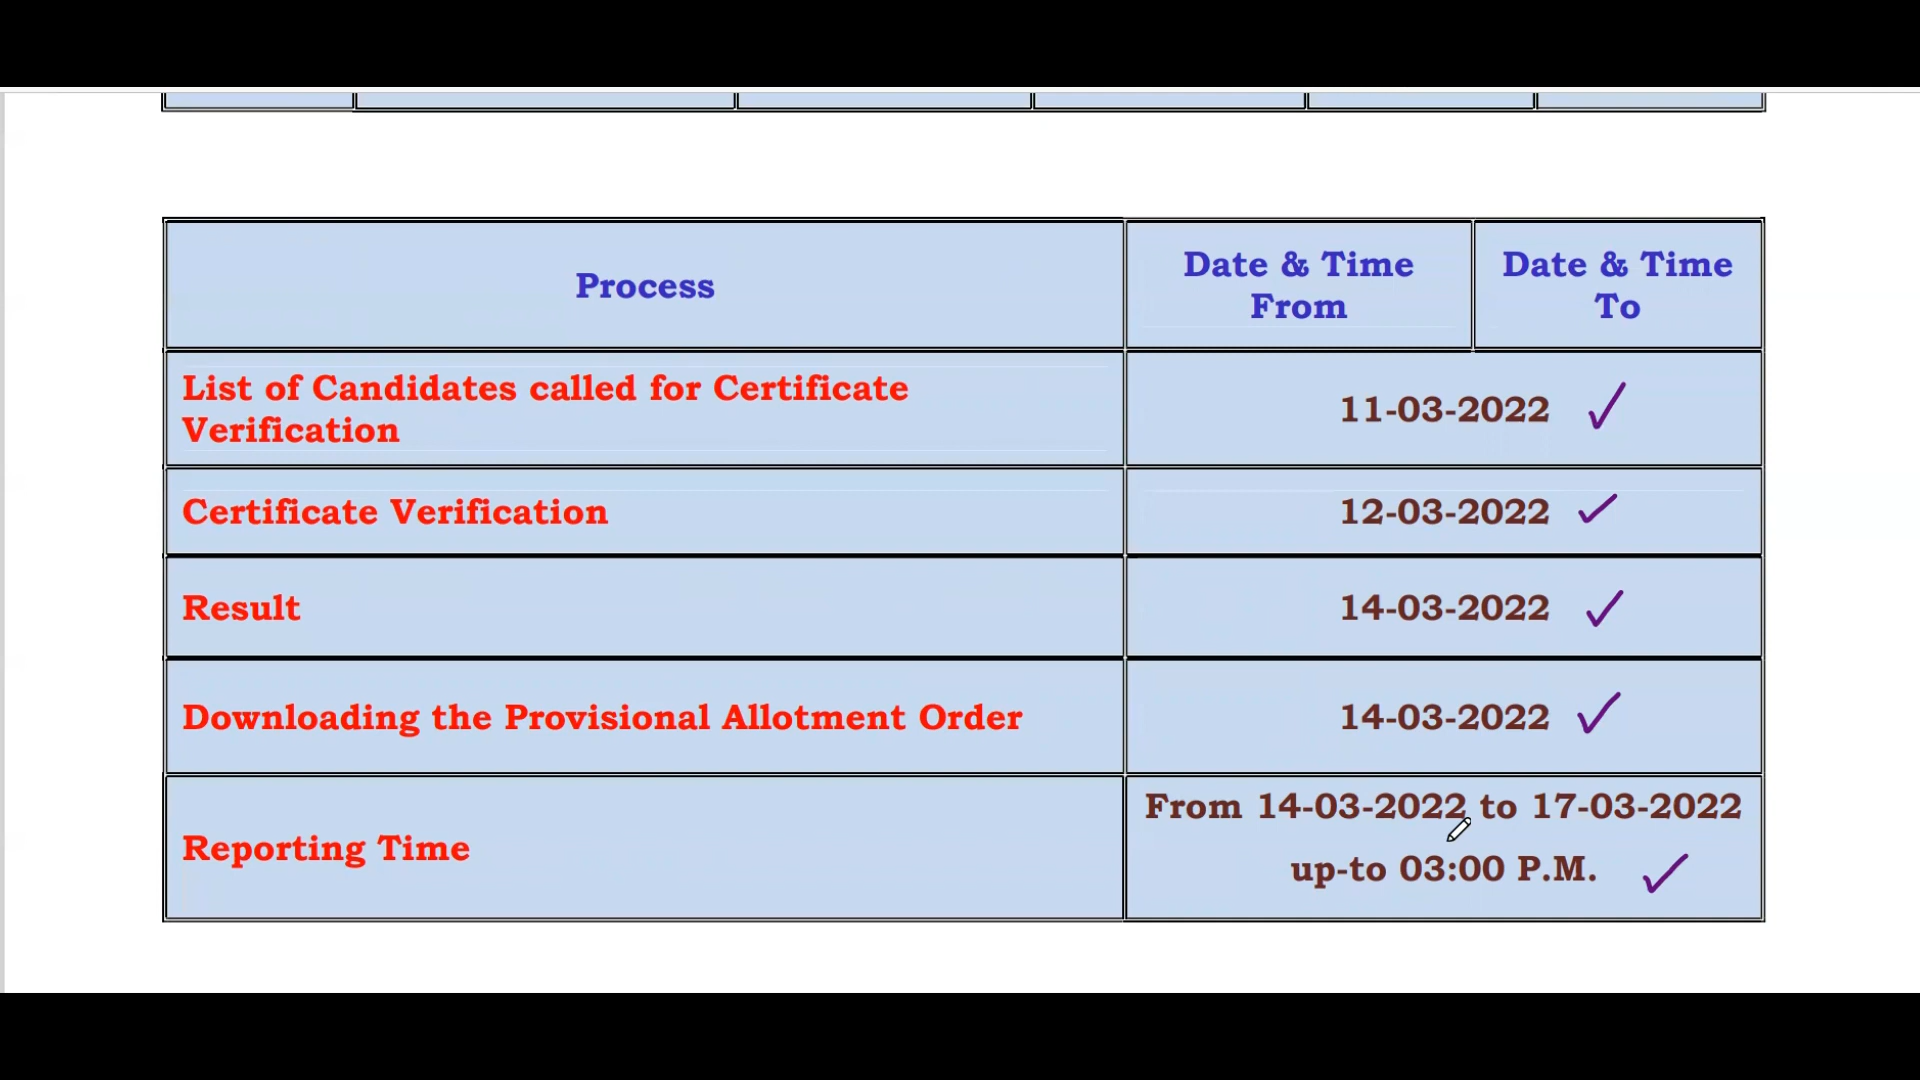 Process
Date & Time
From
Date & Time
To
List of Candidates called for Certificate
Verification
11-03-2022
Certificate Verification
12-03-2022
Result
14-03-2022
Downloading the Provisional Allotment Order
14-03-2022
Reporting Time
From 14-03-2022 to 17-03-2022
up-to 03:00 P.M.